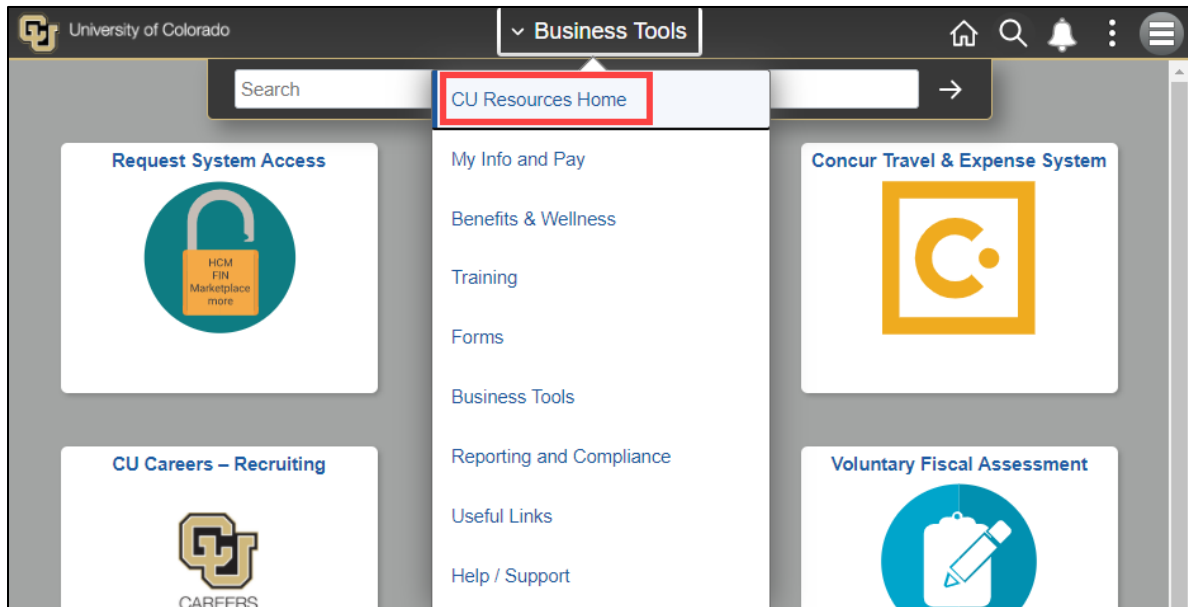 University of Colorado
Business Tools
Search
CU Resources Home
My Info and Pay
Benefits & Wellness
Training
Forms
Business Tools
Reporting and Compliance
Useful Links
Help / Support
Request System Access
HCM
FIN
Marketplace
more
Concur Travel & Expense System
C
CU Careers – Recruiting
CU
CAREERS
Voluntary Fiscal Assessment